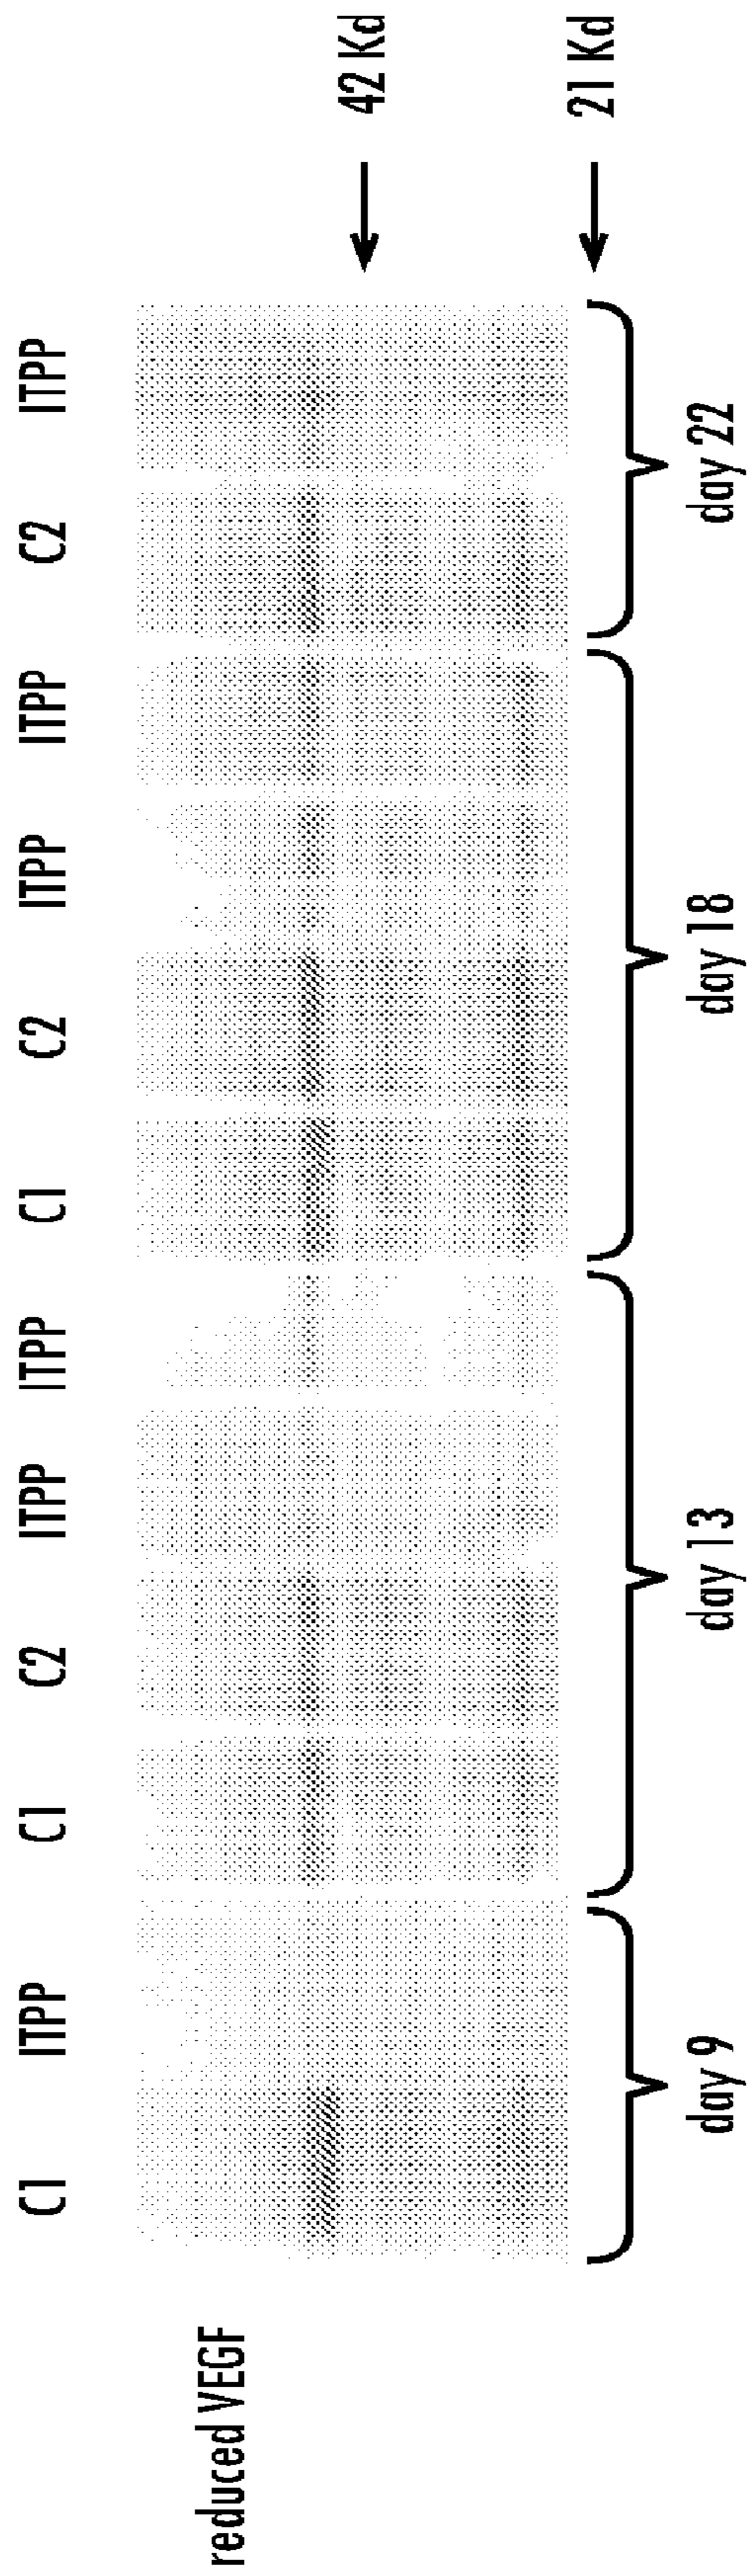 C1 ITPP C1 C2 ITPP ITPP C1 C2 ITPP ITPP C2 ITPP
reduced VEGF
42 Kd
21 Kd
day 9 day 13 day 18 day 22